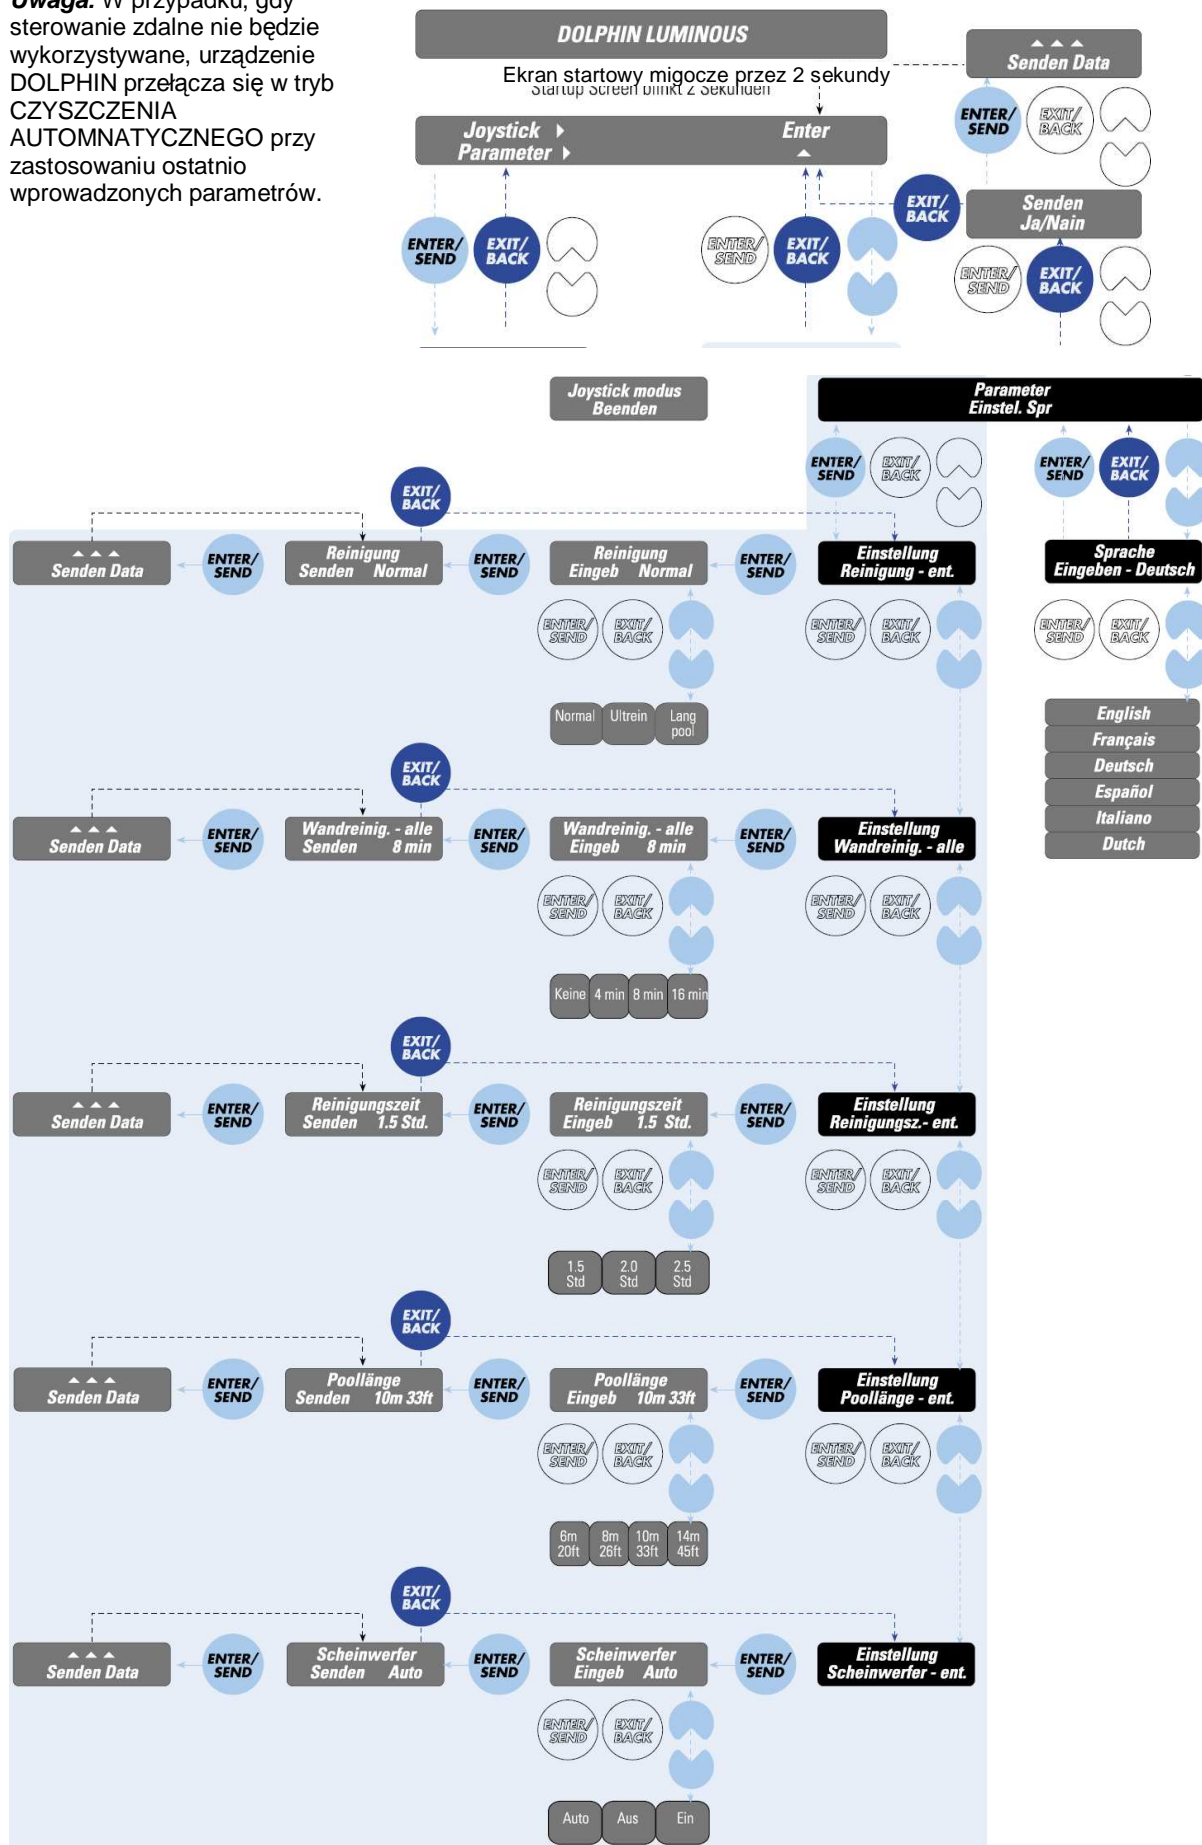 Uwaga: W przypadku, gdy
sterowanie zdalne nie będzie
wykorzystywane, urządzenie
DOLPHIN przełącza się w tryb
CZYSZCZENIA
AUTOMNATYCZNEGO przy
zastosowaniu ostatnio
wprowadzonych parametrów.
DOLPHIN LUMINOUS
Ekran startowy migocze przez 2 sekundy
Startup Screen blinkt 2 Sekunden
Senden Data
ENTER/
SEND
EXIT/
BACK
Joystick
Parameter
Enter
EXIT/
BACK
Senden
Ja/Nain
ENTER/
SEND
EXIT/
BACK
ENTER/
SEND
EXIT/
BACK
ENTER/
SEND
EXIT/
BACK
Joystick modus
Beenden
Parameter
Einstel. Spr
ENTER/
SEND
EXIT/
BACK
ENTER/
SEND
EXIT/
BACK
EXIT/
BACK
Senden Data
ENTER/
SEND
Reinigung
Senden Normal
ENTER/
SEND
Reinigung
Eingeb Normal
ENTER/
SEND
Einstellung
Reinigung - ent.
Sprache
Eingeben - Deutsch
ENTER/
SEND
EXIT/
BACK
ENTER/
SEND
EXIT/
BACK
ENTER/
SEND
EXIT/
BACK
Normal
Ultrein
Lang
pool
English
Français
Deutsch
Español
Italiano
Dutch
EXIT/
BACK
Senden Data
ENTER/
SEND
Wandreinig. - alle
Senden 8 min
ENTER/
SEND
Wandreinig. - alle
Eingeb 8 min
ENTER/
SEND
Einstellung
Wandreinig. - alle
ENTER/
SEND
EXIT/
BACK
ENTER/
SEND
EXIT/
BACK
Keine
4 min
8 min
16 min
EXIT/
BACK
Senden Data
ENTER/
SEND
Reinigungszeit
Senden 1.5 Std.
ENTER/
SEND
Reinigungszeit
Eingeb 1.5 Std.
ENTER/
SEND
Einstellung
Reinigungsz.- ent.
ENTER/
SEND
EXIT/
BACK
ENTER/
SEND
EXIT/
BACK
1.5
Std
2.0
Std
2.5
Std
EXIT/
BACK
Senden Data
ENTER/
SEND
Poollänge
Senden 10m 33ft
ENTER/
SEND
Poollänge
Eingeb 10m 33ft
ENTER/
SEND
Einstellung
Poollänge - ent.
ENTER/
SEND
EXIT/
BACK
ENTER/
SEND
EXIT/
BACK
6m
20ft
8m
26ft
10m
33ft
14m
45ft
EXIT/
BACK
Senden Data
ENTER/
SEND
Scheinwerfer
Senden Auto
ENTER/
SEND
Scheinwerfer
Eingeb Auto
ENTER/
SEND
Einstellung
Scheinwerfer - ent.
ENTER/
SEND
EXIT/
BACK
Auto
Aus
Ein